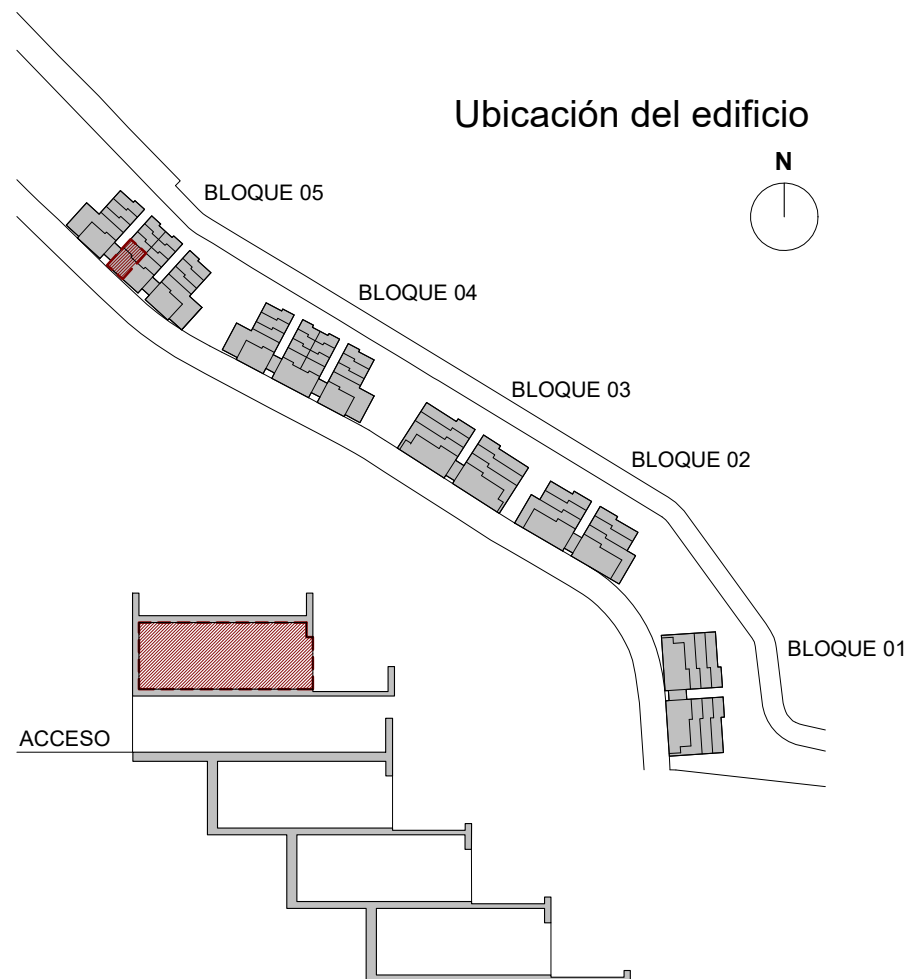 Ubicación del edificio
N
BLOQUE 05
BLOQUE 04
BLOQUE 03
BLOQUE 02
BLOQUE 01
ACCESO